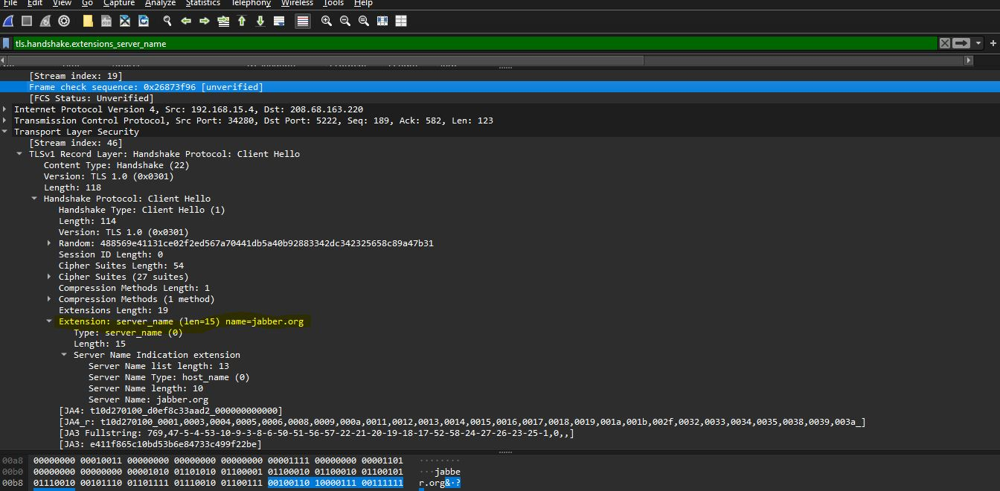 File Edit View Go Capture Analyze Statistics Telephony Wireless Tools Help
tls.handshake.extensions_server_name
[Stream index: 19]
Frame check sequence: 0x26873f96 [unverified]
[FCS Status: Unverified]
Internet Protocol Version 4, Src: 192.168.15.4, Dst: 208.68.163.220
Transmission Control Protocol, Src Port: 34280, Dst Port: 5222, Seq: 189, Ack: 582, Len: 123
Transport Layer Security
[Stream index: 46]
TLSv1 Record Layer: Handshake Protocol: Client Hello
Content Type: Handshake (22)
Version: TLS 1.0 (0x0301)
Length: 118
Handshake Protocol: Client Hello
Handshake Type: Client Hello (1)
Length: 114
Version: TLS 1.0 (0x0301)
Random: 488569e41131ce02f2ed567a70441db5a40b92883342dc342325658c89a47b31
Session ID Length: 0
Cipher Suites Length: 54
Cipher Suites (27 suites)
Compression Methods Length: 1
Compression Methods (1 method)
Extensions Length: 19
Extension: server_name (len=15) name=jabber.org
Type: server_name (0)
Length: 15
Server Name Indication extension
Server Name list length: 13
Server Name Type: host_name (0)
Server Name length: 10
Server Name: jabber.org
[JA4: t10d270100_d0ef8c33aad2_000000000000]
[JA4_r: t10d270100_0001,0003,0004,0005,0006,0008,0009,000a,0011,0012,0013,0014,0015,0016,0017,0018,0019,001a,001b,002f,0032,0033,0034,0035,0038,0039,003a_]
[JA3 Fullstring: 769,47-5-4-53-10-9-3-8-6-50-51-56-57-22-21-20-19-18-17-52-58-24-27-26-23-25-1,0,,]
[JA3: e411f865c10bd53b6e84733c499f22be]
00a8 00000000 00010011 00000000 00000000 00000000 00001111 00000000 00001101 ········
00b0 00000000 00000000 00001010 01101010 01100001 01100010 01100010 01100101 ···jabbe
00b8 01110010 00101110 01101111 01110010 01100111 00100110 10000111 00111111 r.org&·?